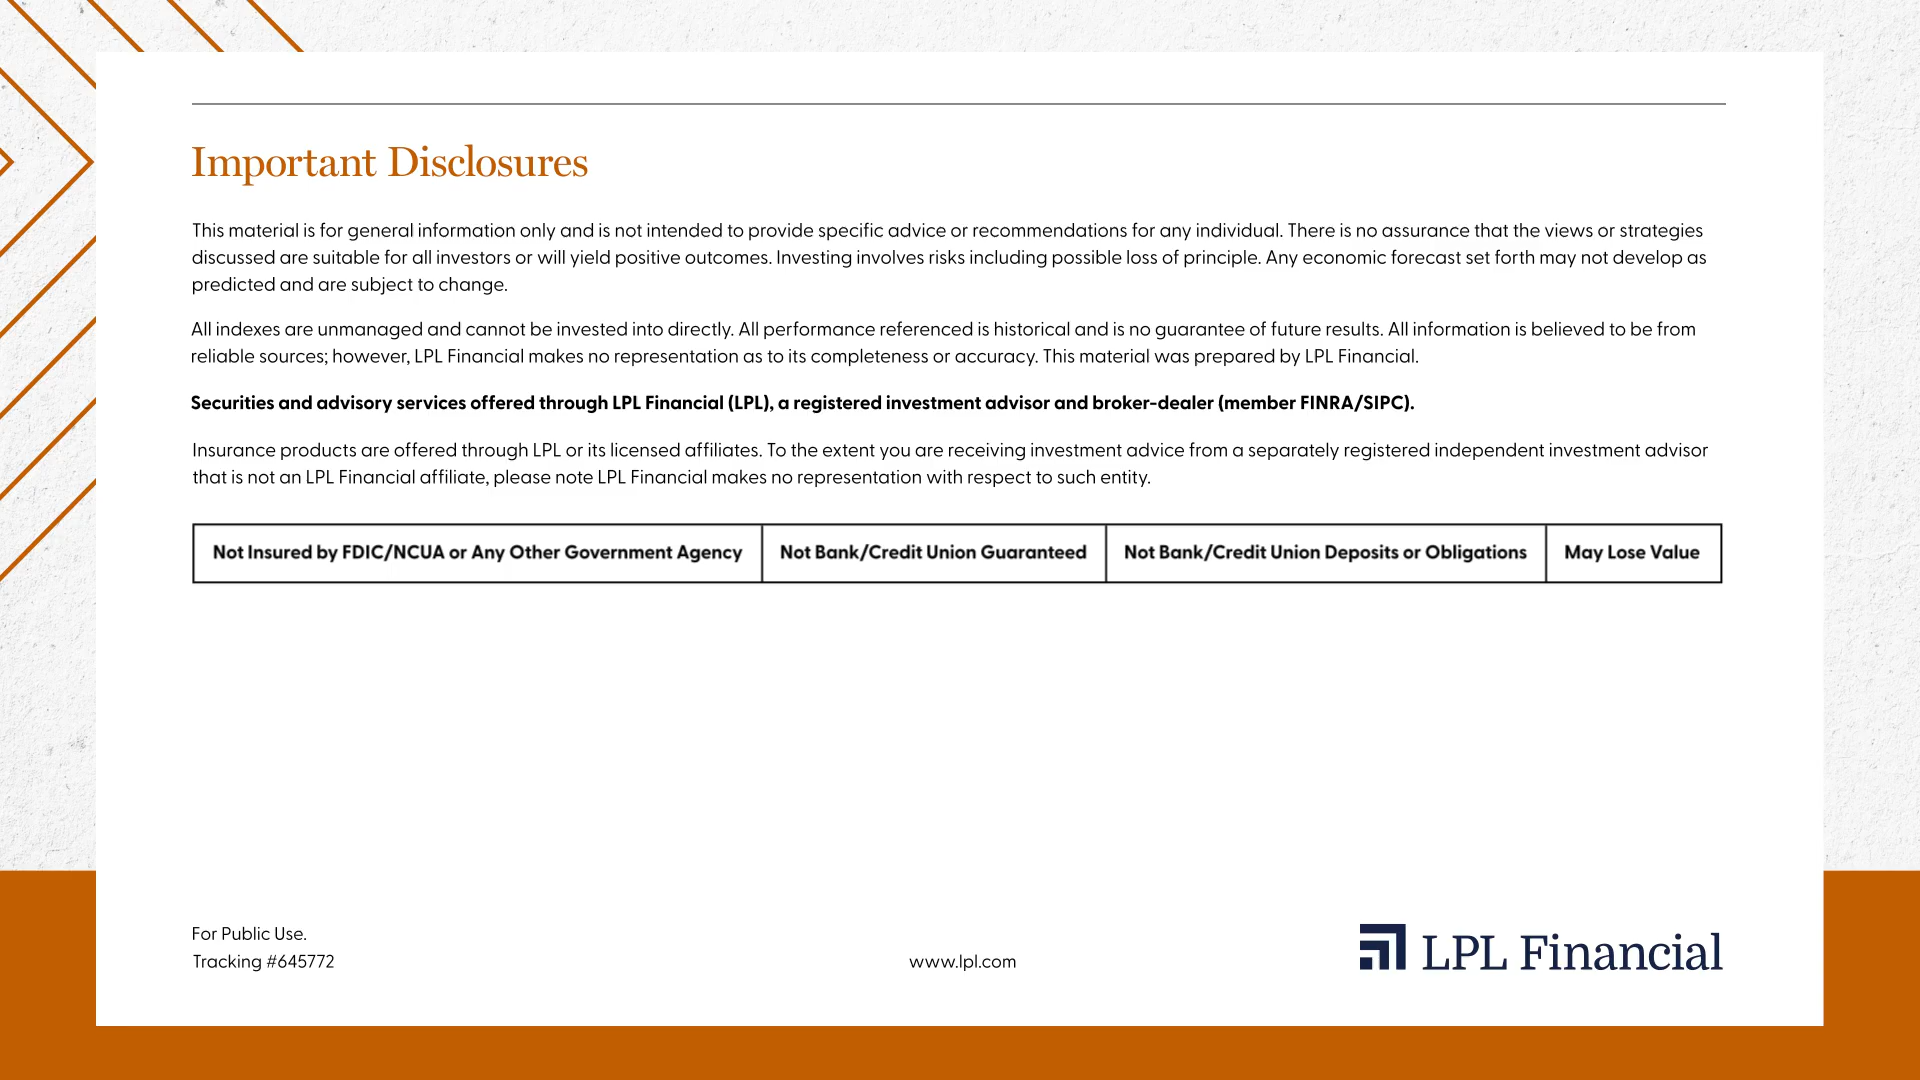 Important Disclosures
This material is for general information only and is not intended to provide specific advice or recommendations for any individual. There is no assurance that the views or strategies
discussed are suitable for all investors or will yield positive outcomes. Investing involves risks including possible loss of principle. Any economic forecast set forth may not develop as
predicted and are subject to change.
All indexes are unmanaged and cannot be invested into directly. All performance referenced is historical and is no guarantee of future results. All information is believed to be from
reliable sources; however, LPL Financial makes no representation as to its completeness or accuracy. This material was prepared by LPL Financial.
Securities and advisory services offered through LPL Financial (LPL), a registered investment advisor and broker-dealer (member FINRA/SIPC).
Insurance products are offered through LPL or its licensed affiliates. To the extent you are receiving investment advice from a separately registered independent investment advisor
that is not an LPL Financial affiliate, please note LPL Financial makes no representation with respect to such entity.
Not Insured by FDIC/NCUA or Any Other Government Agency Not Bank/Credit Union Guaranteed Not Bank/Credit Union Deposits or Obligations May Lose Value
For Public Use.
Tracking #645772
www.lpl.com
LPL Financial